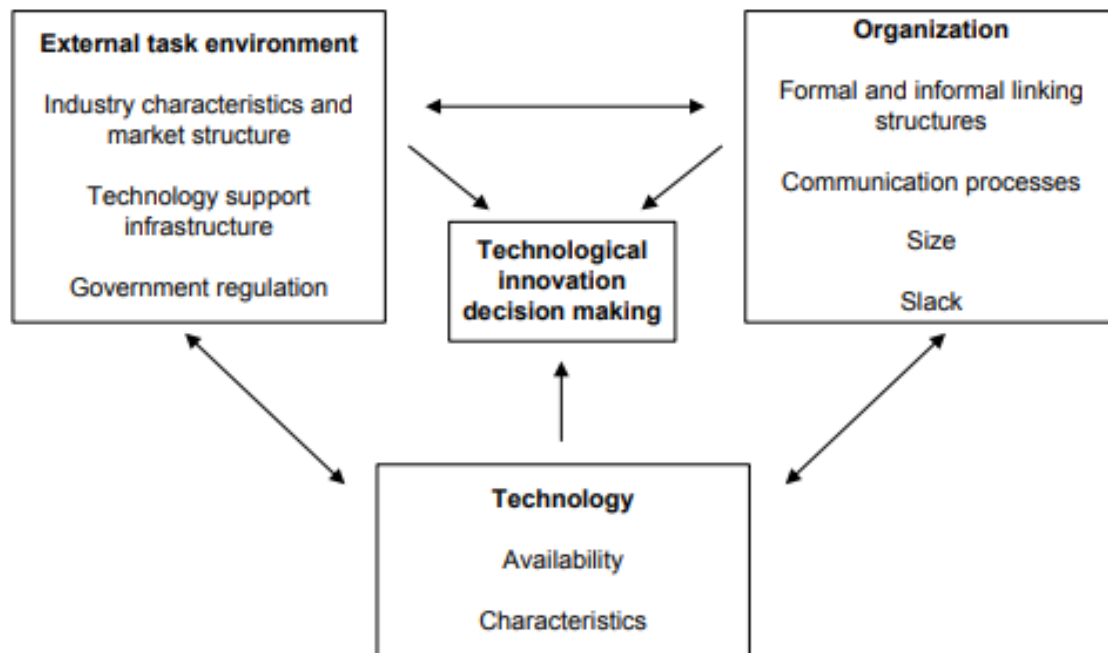 External task environment
Industry characteristics and
market structure
Technology support
infrastructure
Government regulation
Organization
Formal and informal linking
structures
Communication processes
Size
Slack
Technological
innovation
decision making
Technology
Availability
Characteristics